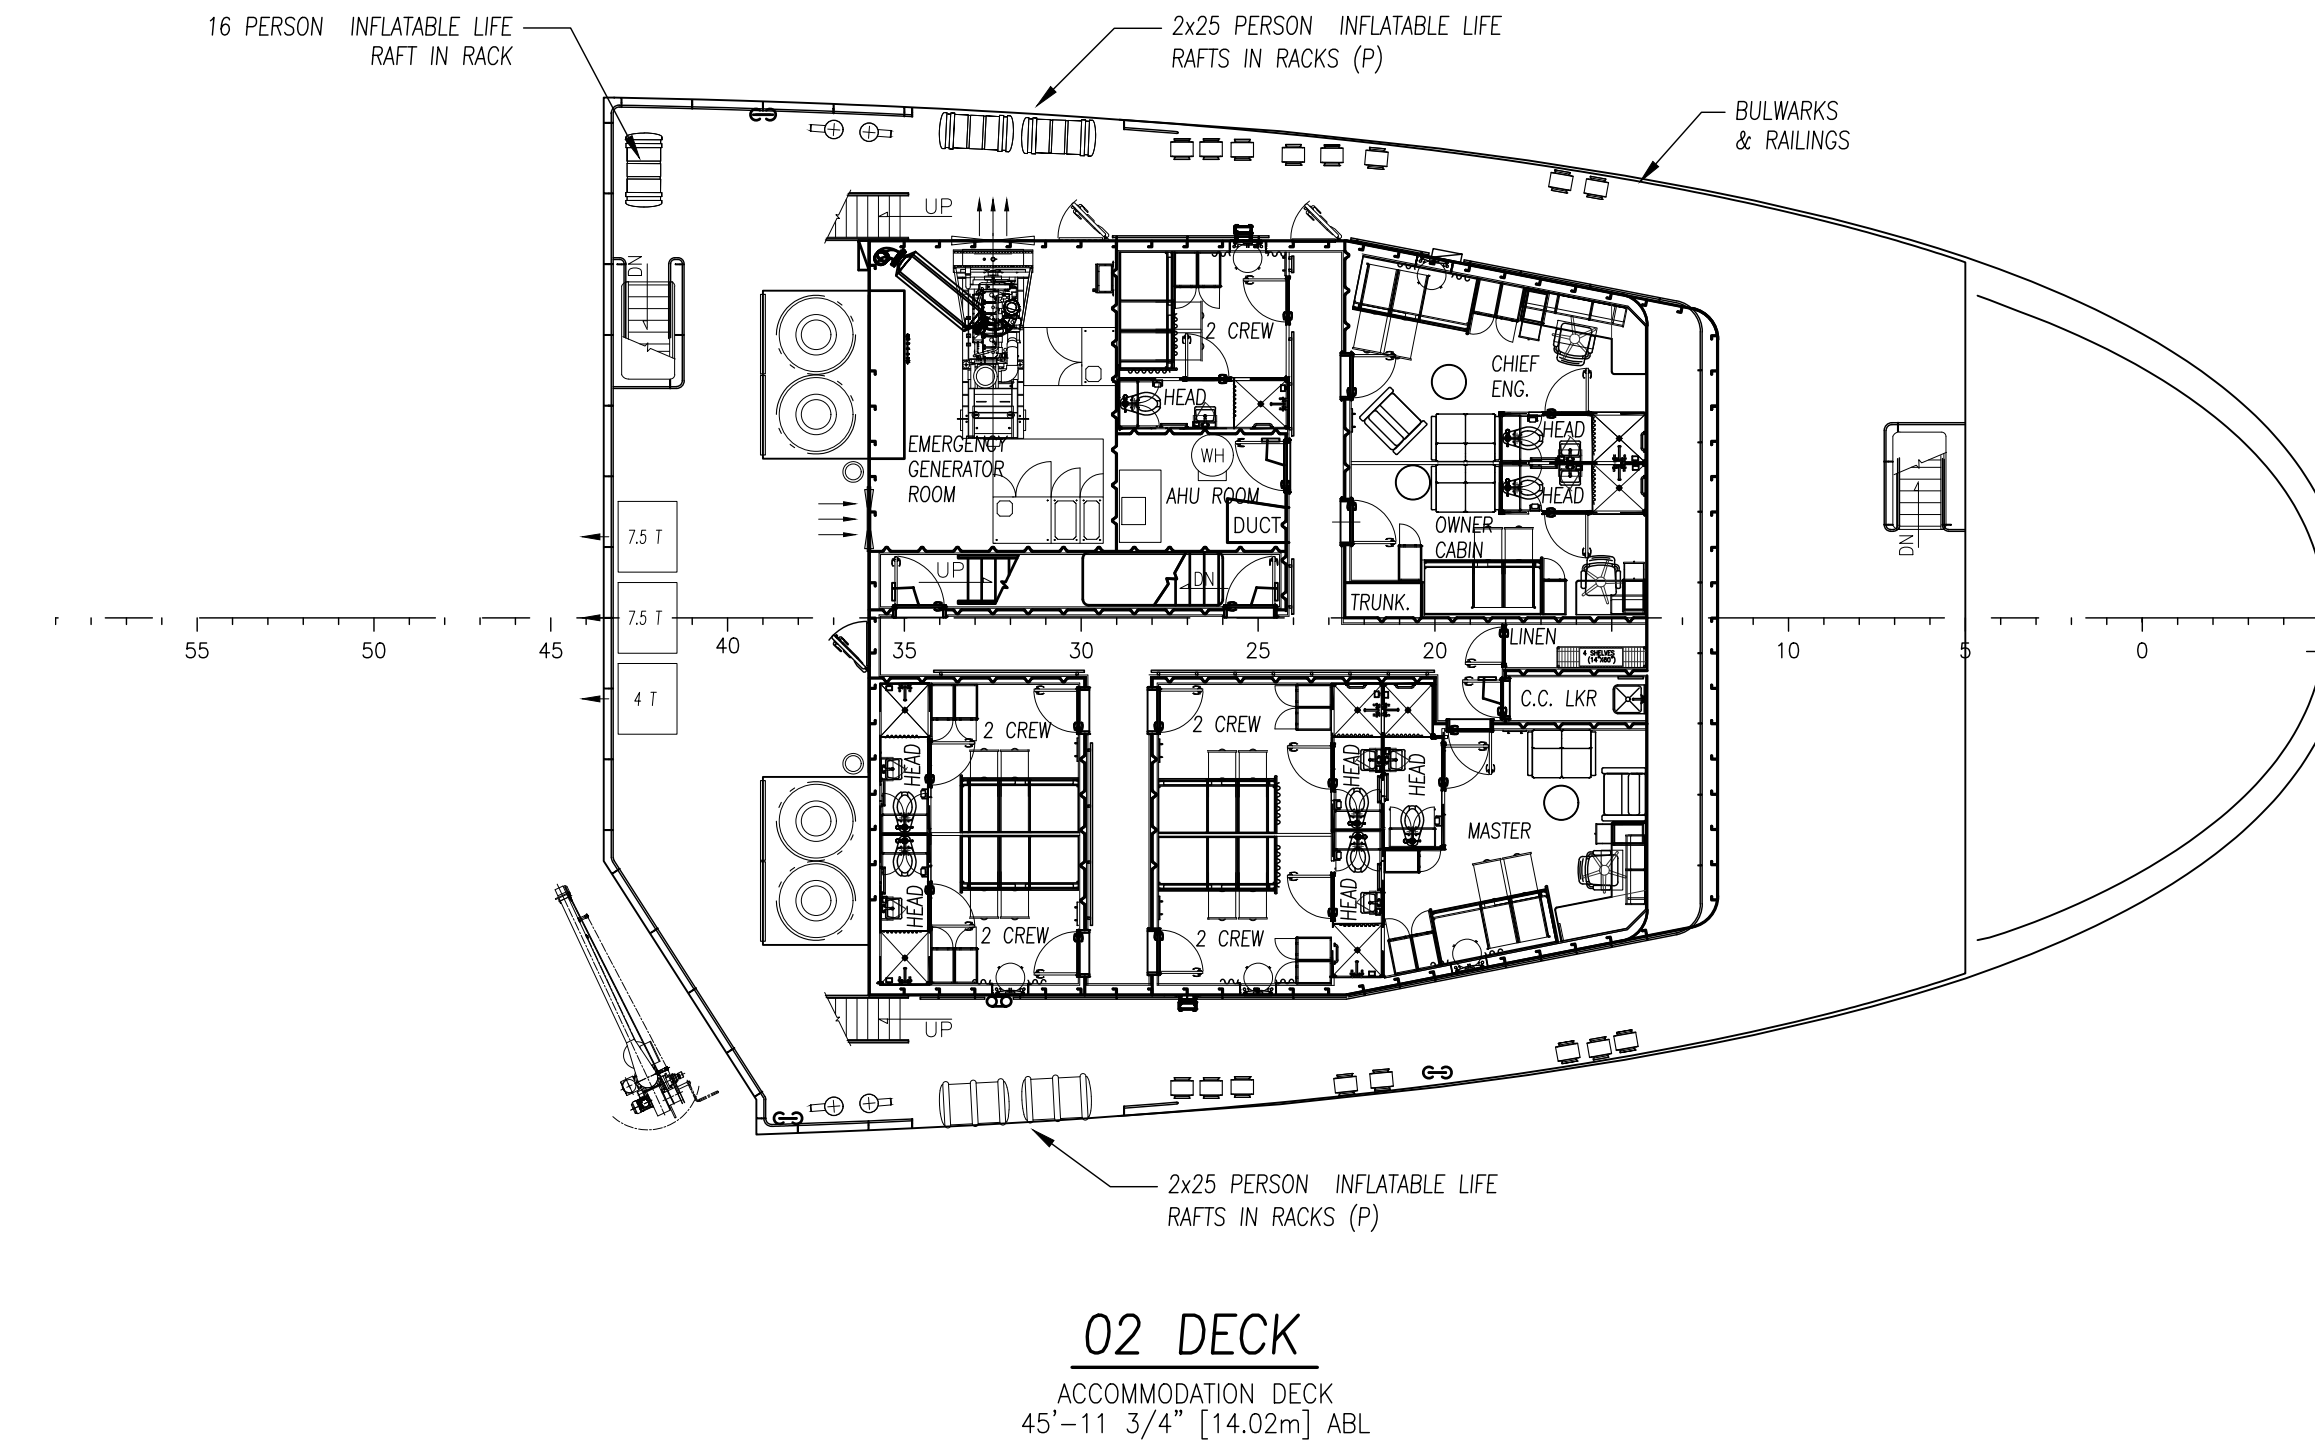 16 PERSON INFLATABLE LIFE
RAFT IN RACK
2x25 PERSON INFLATABLE LIFE
RAFTS IN RACKS (P)
BULWARKS
& RAILINGS
UP
DN
2 CREW
HEAD
CHIEF
ENG.
HEAD
HEAD
EMERGENCY
GENERATOR
ROOM
WH
AHU ROOM
DUCT
OWNER
CABIN
DN
7.5 T
UP
DN
TRUNK.
7.5 T
LINEN
4 SHELVES
(14"X80")
55
50
45
40
35
30
25
20
10
5
0
4 T
C.C. LKR
2 CREW
2 CREW
HEAD
HEAD
HEAD
MASTER
HEAD
HEAD
2 CREW
2 CREW
UP
2x25 PERSON INFLATABLE LIFE
RAFTS IN RACKS (P)
02 DECK
ACCOMMODATION DECK
45'-11 3/4" [14.02m] ABL